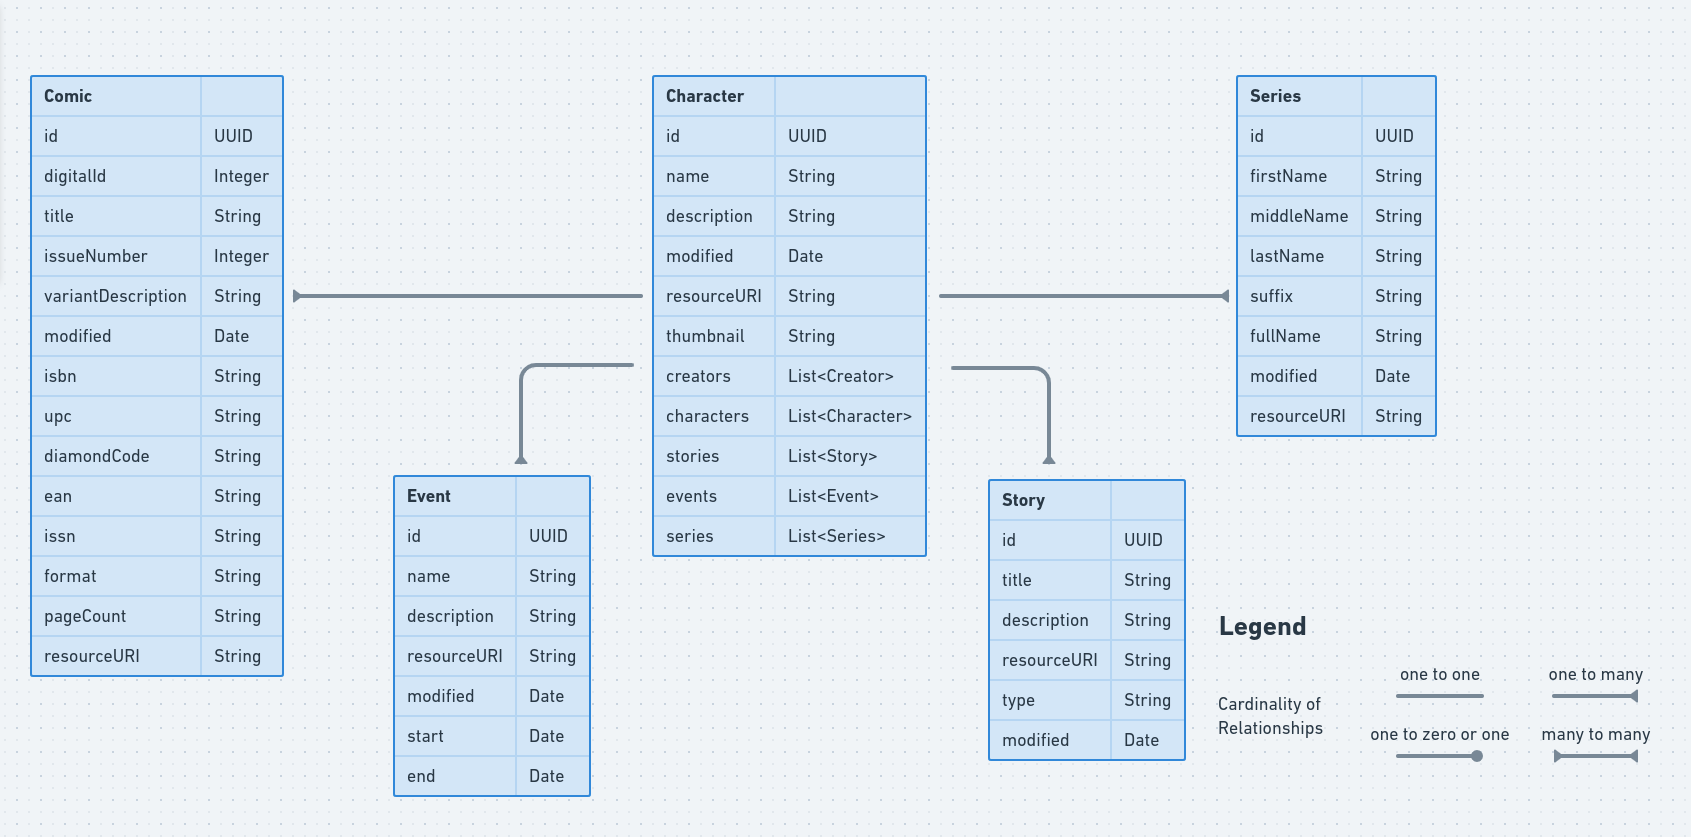 Comic
id UUID
digitalId Integer
title String
issueNumber Integer
variantDescription String
modified Date
isbn String
upc String
diamondCode String
ean String
issn String
format String
pageCount String
resourceURI String
Event
id UUID
name String
description String
resourceURI String
modified Date
start Date
end Date
Character
id UUID
name String
description String
modified Date
resourceURI String
thumbnail String
creators List<Creator>
characters List<Character>
stories List<Story>
events List<Event>
series List<Series>
Story
id UUID
title String
description String
resourceURI String
type String
modified Date
Series
id UUID
firstName String
middleName String
lastName String
suffix String
fullName String
modified Date
resourceURI String
Legend
Cardinality of
Relationships
one to one
one to many
one to zero or one
many to many